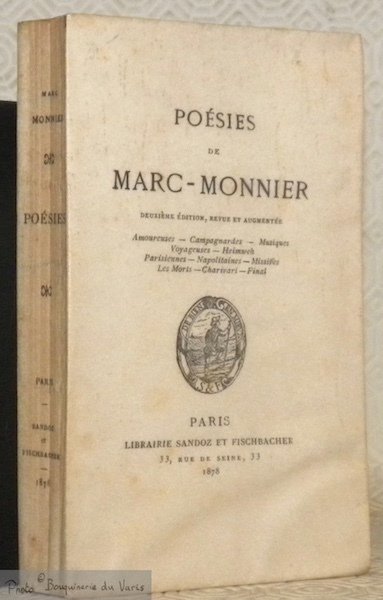 MARC
MONNIER
POÉSIES
PARIS
SANDOZ
ET
FISCHBACHER
1878
POÉSIES
DE
MARC-MONNIER
DEUXIÈME ÉDITION, REVUE ET AUGMENTÉE
Amoureuses — Campagnardes — Musiques
Voyageuses — Heimweh
Parisiennes — Napolitaines — Missives
Les Morts — Charivari — Final
S & F
PARIS
LIBRAIRIE SANDOZ ET FISCHBACHER
33, RUE DE SEINE, 33
1878
Photo © Bouquinerie du Varis